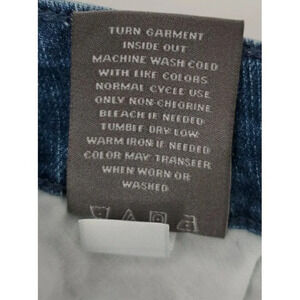 TURN GARMENT
INSIDE OUT
MACHINE WASH COLD
WITH LIKE COLORS
NORMAL CYCLE USE
ONLY NON-CHLORINE
BLEACH IF NEEDED
TUMBLE DRY LOW
WARM IRON IF NEEDED
COLOR MAY TRANSFER
WHEN WORN OR
WASHED